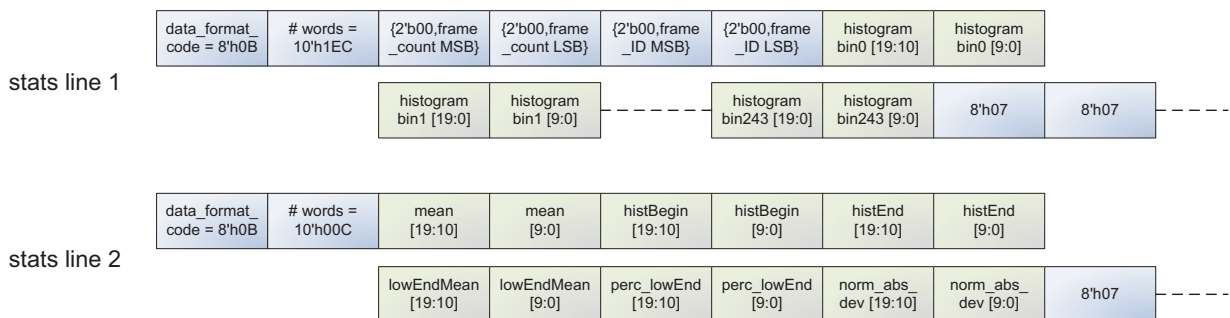 data_format_
code = 8'h0B
# words =
10'h1EC
{2'b00,frame
_count MSB}
{2'b00,frame
_count LSB}
{2'b00,frame
_ID MSB}
{2'b00,frame
_ID LSB}
histogram
bin0 [19:10]
histogram
bin0 [9:0]
stats line 1
histogram
bin1 [19:0]
histogram
bin1 [9:0]
histogram
bin243 [19:0]
histogram
bin243 [9:0]
8'h07
8'h07
data_format_
code = 8'h0B
# words =
10'h00C
mean
[19:10]
mean
[9:0]
histBegin
[19:10]
histBegin
[9:0]
histEnd
[19:10]
histEnd
[9:0]
stats line 2
lowEndMean
[19:10]
lowEndMean
[9:0]
perc_lowEnd
[19:10]
perc_lowEnd
[9:0]
norm_abs_
dev [19:10]
norm_abs_
dev [9:0]
8'h07